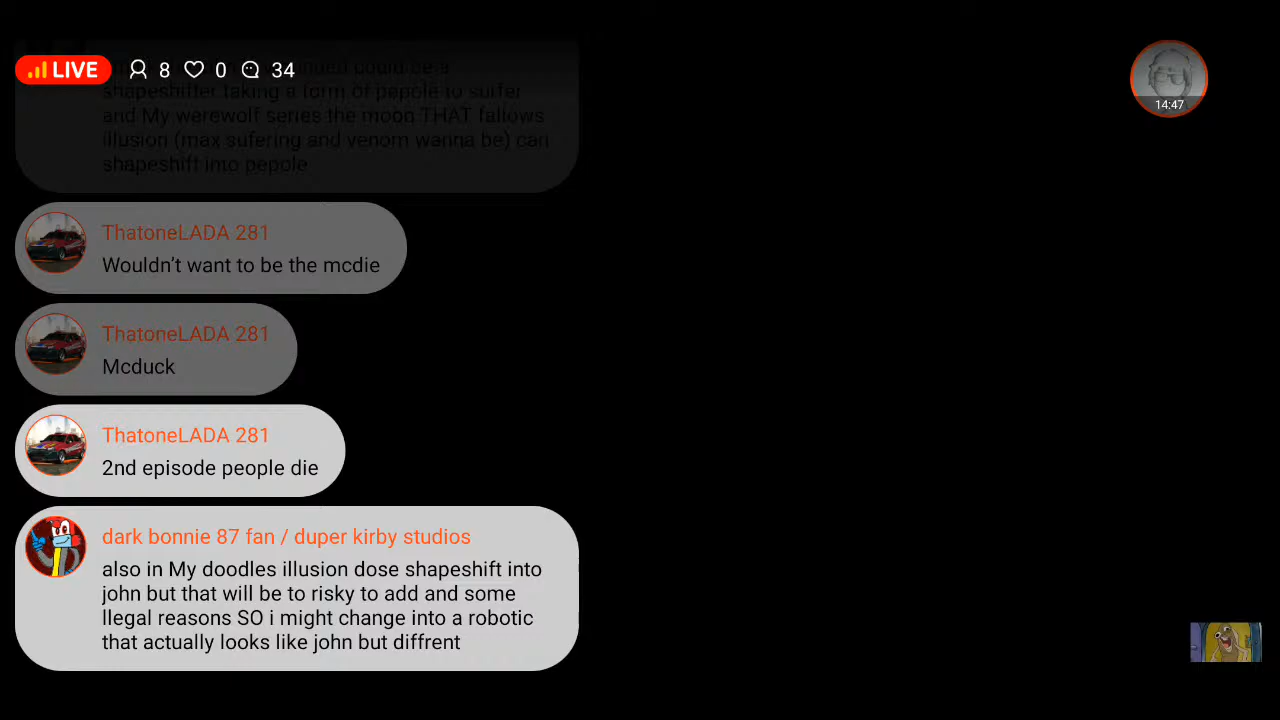 LIVE 8 0 34
14:47
shapeshifter taking a form of pepole to suffer
and My werewolf series the moon THAT fallows
illusion (max sufering and venom wanna be) can
shapeshift into pepole
ThatoneLADA 281
Wouldn't want to be the mcdie
ThatoneLADA 281
Mcduck
ThatoneLADA 281
2nd episode people die
dark bonnie 87 fan / duper kirby studios
also in My doodles illusion dose shapeshift into
john but that will be to risky to add and some
llegal reasons SO i might change into a robotic
that actually looks like john but diffrent